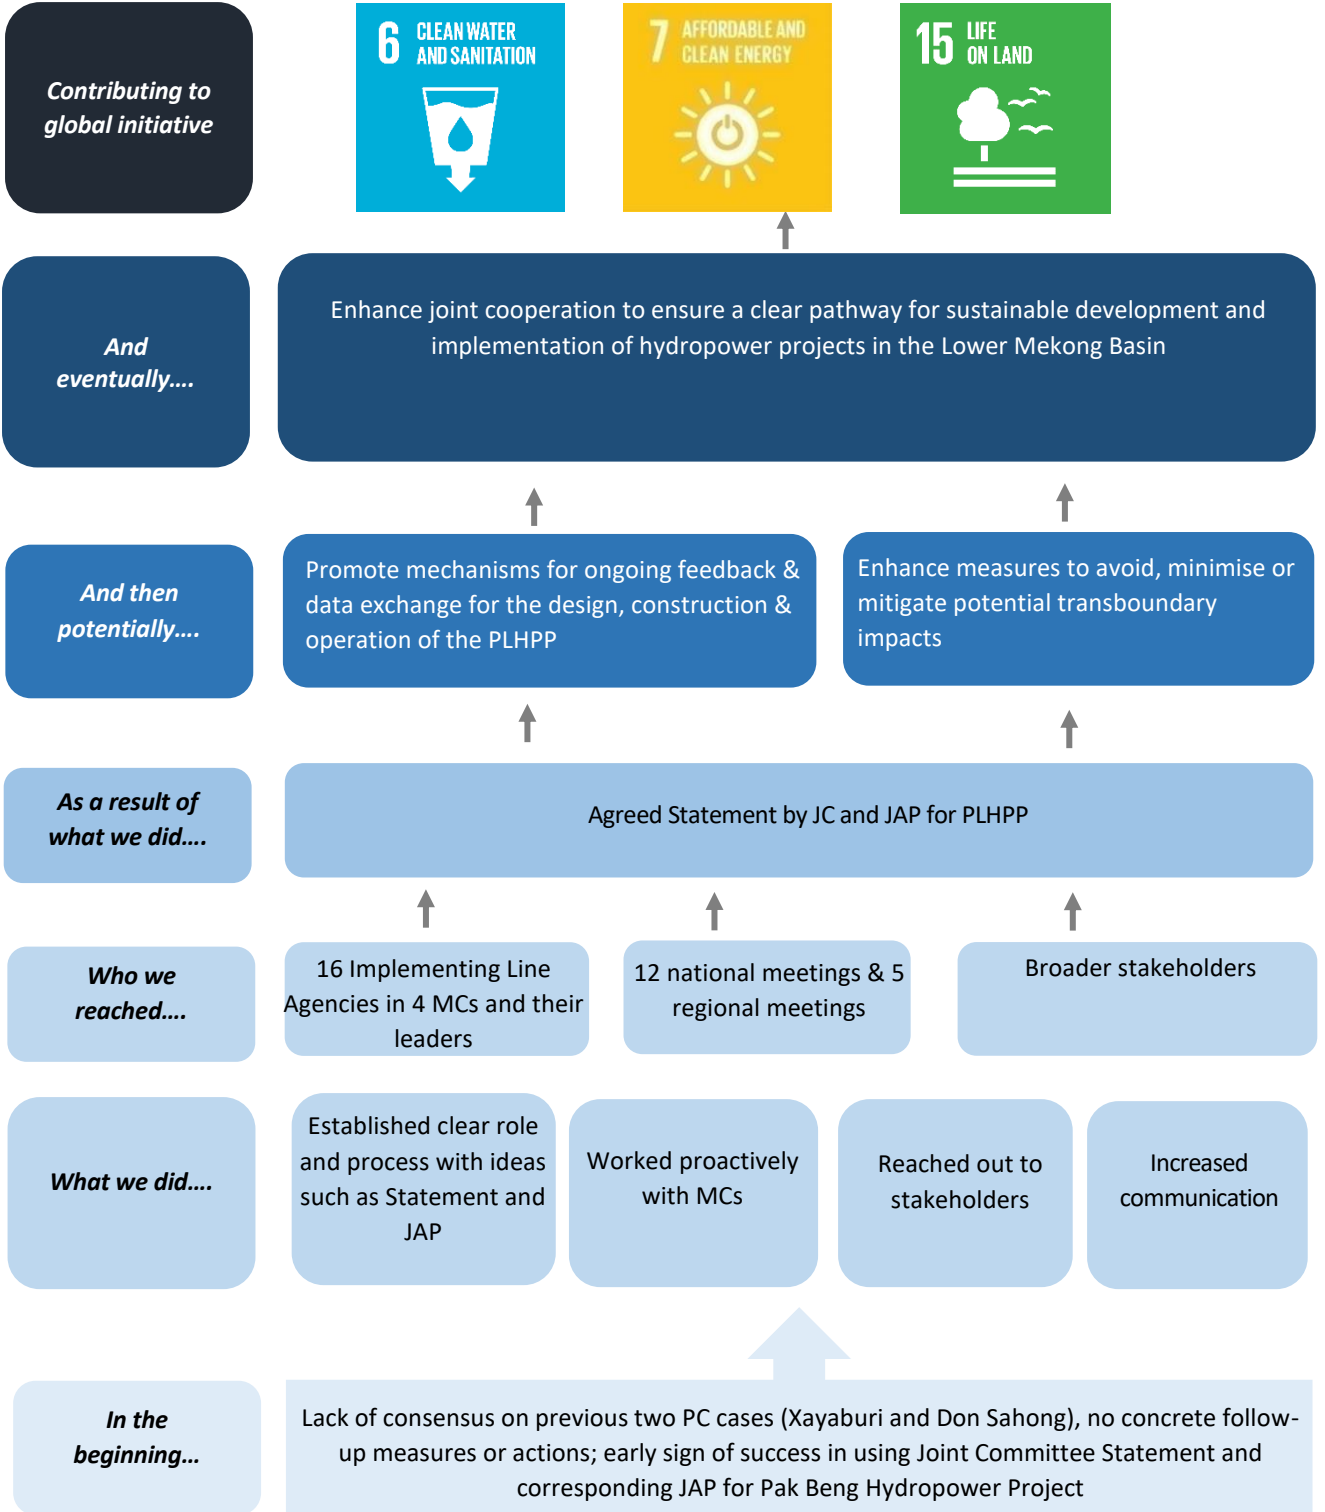 Contributing to
global initiative
6 CLEAN WATER
AND SANITATION
7 AFFORDABLE AND
CLEAN ENERGY
15 LIFE
ON LAND
And
eventually....
Enhance joint cooperation to ensure a clear pathway for sustainable development and
implementation of hydropower projects in the Lower Mekong Basin
And then
potentially....
Promote mechanisms for ongoing feedback &
data exchange for the design, construction &
operation of the PLHPP
Enhance measures to avoid, minimise or
mitigate potential transboundary
impacts
As a result of
what we did....
Agreed Statement by JC and JAP for PLHPP
Who we
reached....
16 Implementing Line
Agencies in 4 MCs and their
leaders
12 national meetings & 5
regional meetings
Broader stakeholders
What we did....
Established clear role
and process with ideas
such as Statement and
JAP
Worked proactively
with MCs
Reached out to
stakeholders
Increased
communication
In the
beginning...
Lack of consensus on previous two PC cases (Xayaburi and Don Sahong), no concrete follow-
up measures or actions; early sign of success in using Joint Committee Statement and
corresponding JAP for Pak Beng Hydropower Project